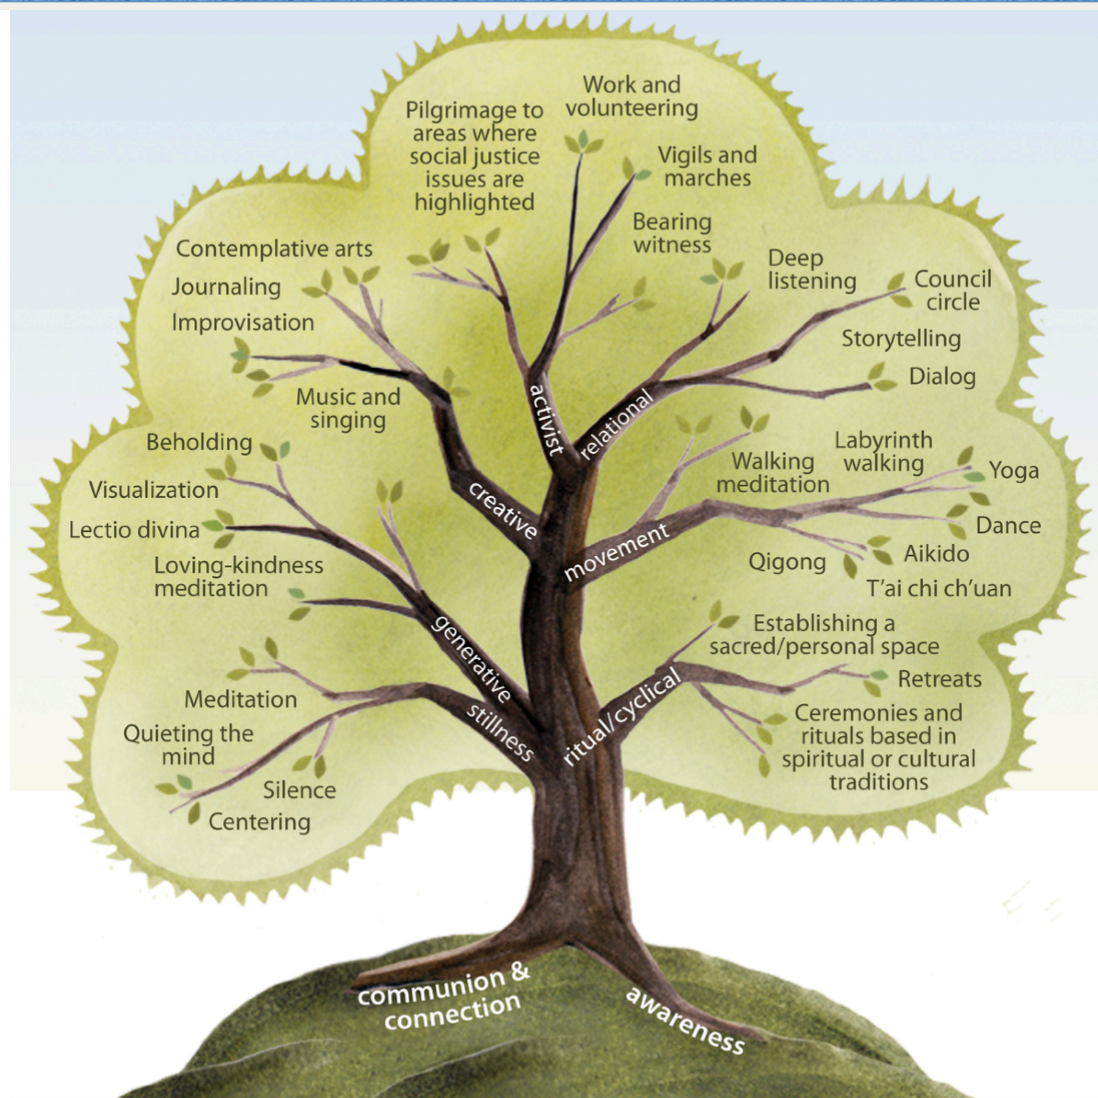 Work and
volunteering
Pilgrimage to
areas where
social justice
issues are
highlighted
Vigils and
marches
Bearing
witness
Contemplative arts
Journaling
Improvisation
Music and
singing
Deep
listening
Council
circle
Storytelling
Dialog
activist
relational
Beholding
Visualization
Lectio divina
Loving-kindness
meditation
creative
movement
Walking
meditation
Labyrinth
walking
Yoga
Dance
Qigong
Aikido
T'ai chi ch'uan
generative
stillness
Meditation
Quieting the
mind
Silence
Centering
ritual/cyclical
Establishing a
sacred/personal space
Retreats
Ceremonies and
rituals based in
spiritual or cultural
traditions
communion &
connection
awareness